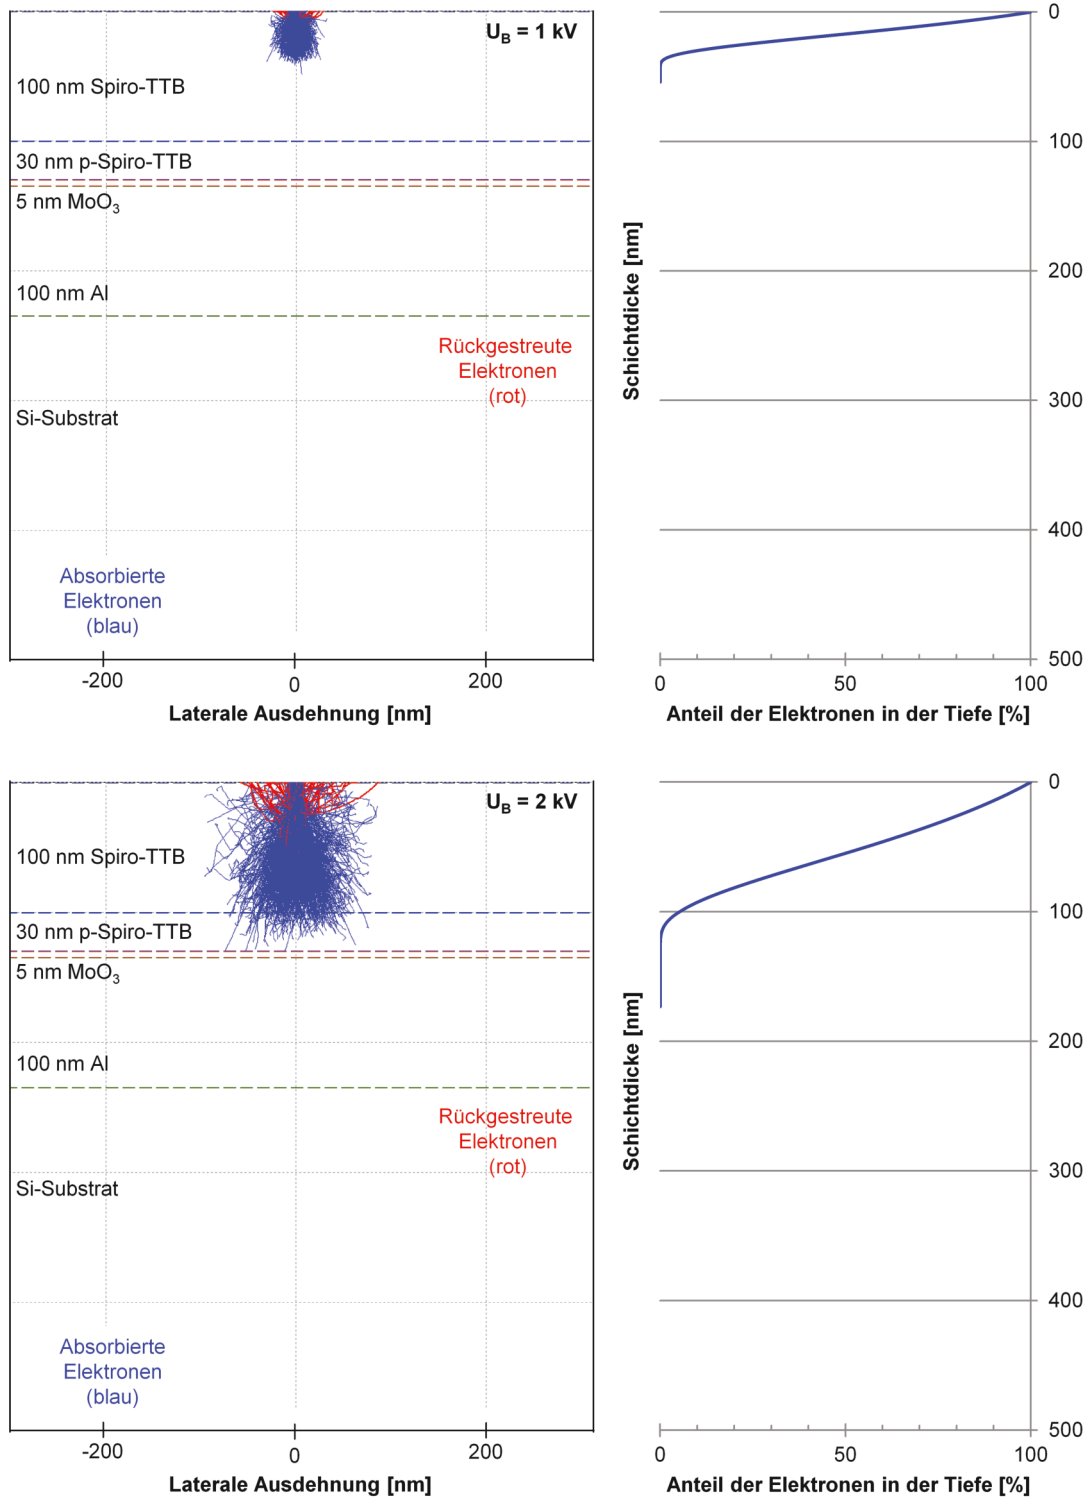 U_B = 1 kV
100 nm Spiro-TTB
30 nm p-Spiro-TTB
5 nm MoO₃
100 nm Al
Rückgestreute
Elektronen
(rot)
Si-Substrat
Absorbierte
Elektronen
(blau)
-200
0
200
Laterale Ausdehnung [nm]
0
100
200
300
400
500
Schichtdicke [nm]
0
50
100
Anteil der Elektronen in der Tiefe [%]
U_B = 2 kV
100 nm Spiro-TTB
30 nm p-Spiro-TTB
5 nm MoO₃
100 nm Al
Rückgestreute
Elektronen
(rot)
Si-Substrat
Absorbierte
Elektronen
(blau)
-200
0
200
Laterale Ausdehnung [nm]
0
100
200
300
400
500
Schichtdicke [nm]
0
50
100
Anteil der Elektronen in der Tiefe [%]